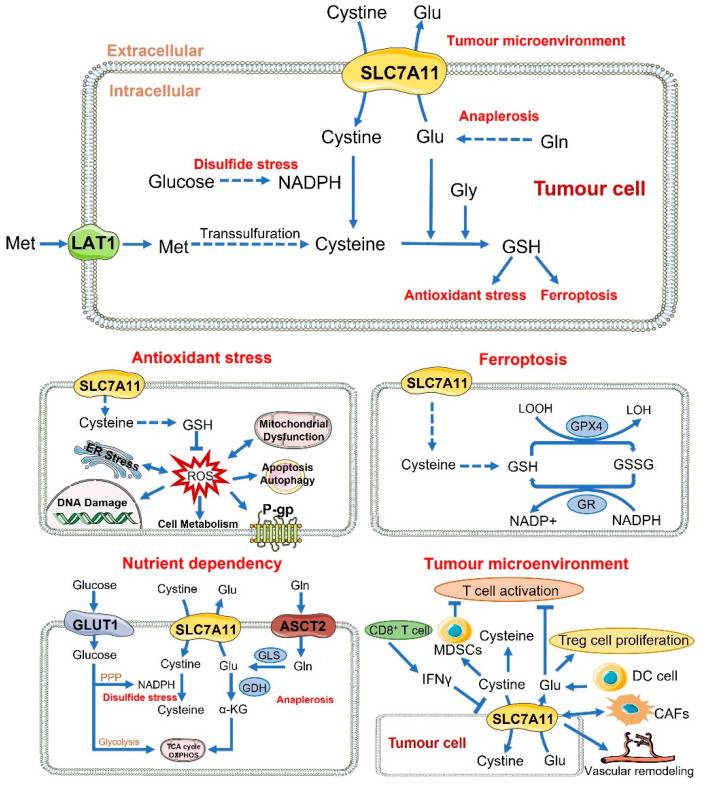 Cystine Glu
Extracellular
Tumour microenvironment
SLC7A11
Intracellular
Anaplerosis
Cystine Glu Gln
Disulfide stress
Glucose NADPH
Gly
Tumour cell
Met LAT1 Met Transsulfuration Cysteine GSH
Antioxidant stress Ferroptosis
Antioxidant stress
SLC7A11
Cysteine GSH
Mitochondrial
Dysfunction
ER Stress
ROS
Apoptosis
Autophagy
DNA Damage
Cell Metabolism
P-gp
Ferroptosis
SLC7A11
LOOH LOH
GPX4
Cysteine GSH GSSG
GR
NADP+ NADPH
Nutrient dependency
Glucose Cystine Glu Gln
GLUT1 SLC7A11 ASCT2
Glucose Cystine Glu GLS Gln
PPP NADPH GDH
Disulfide stress Anaplerosis
Cysteine α-KG
Glycolysis
TCA cycle
OXPHOS
Tumour microenvironment
T cell activation
CD8+ T cell
MDSCs
Cysteine
Treg cell proliferation
IFNγ Cystine Glu DC cell
SLC7A11
CAFs
Tumour cell
Cystine Glu
Vascular remodeling